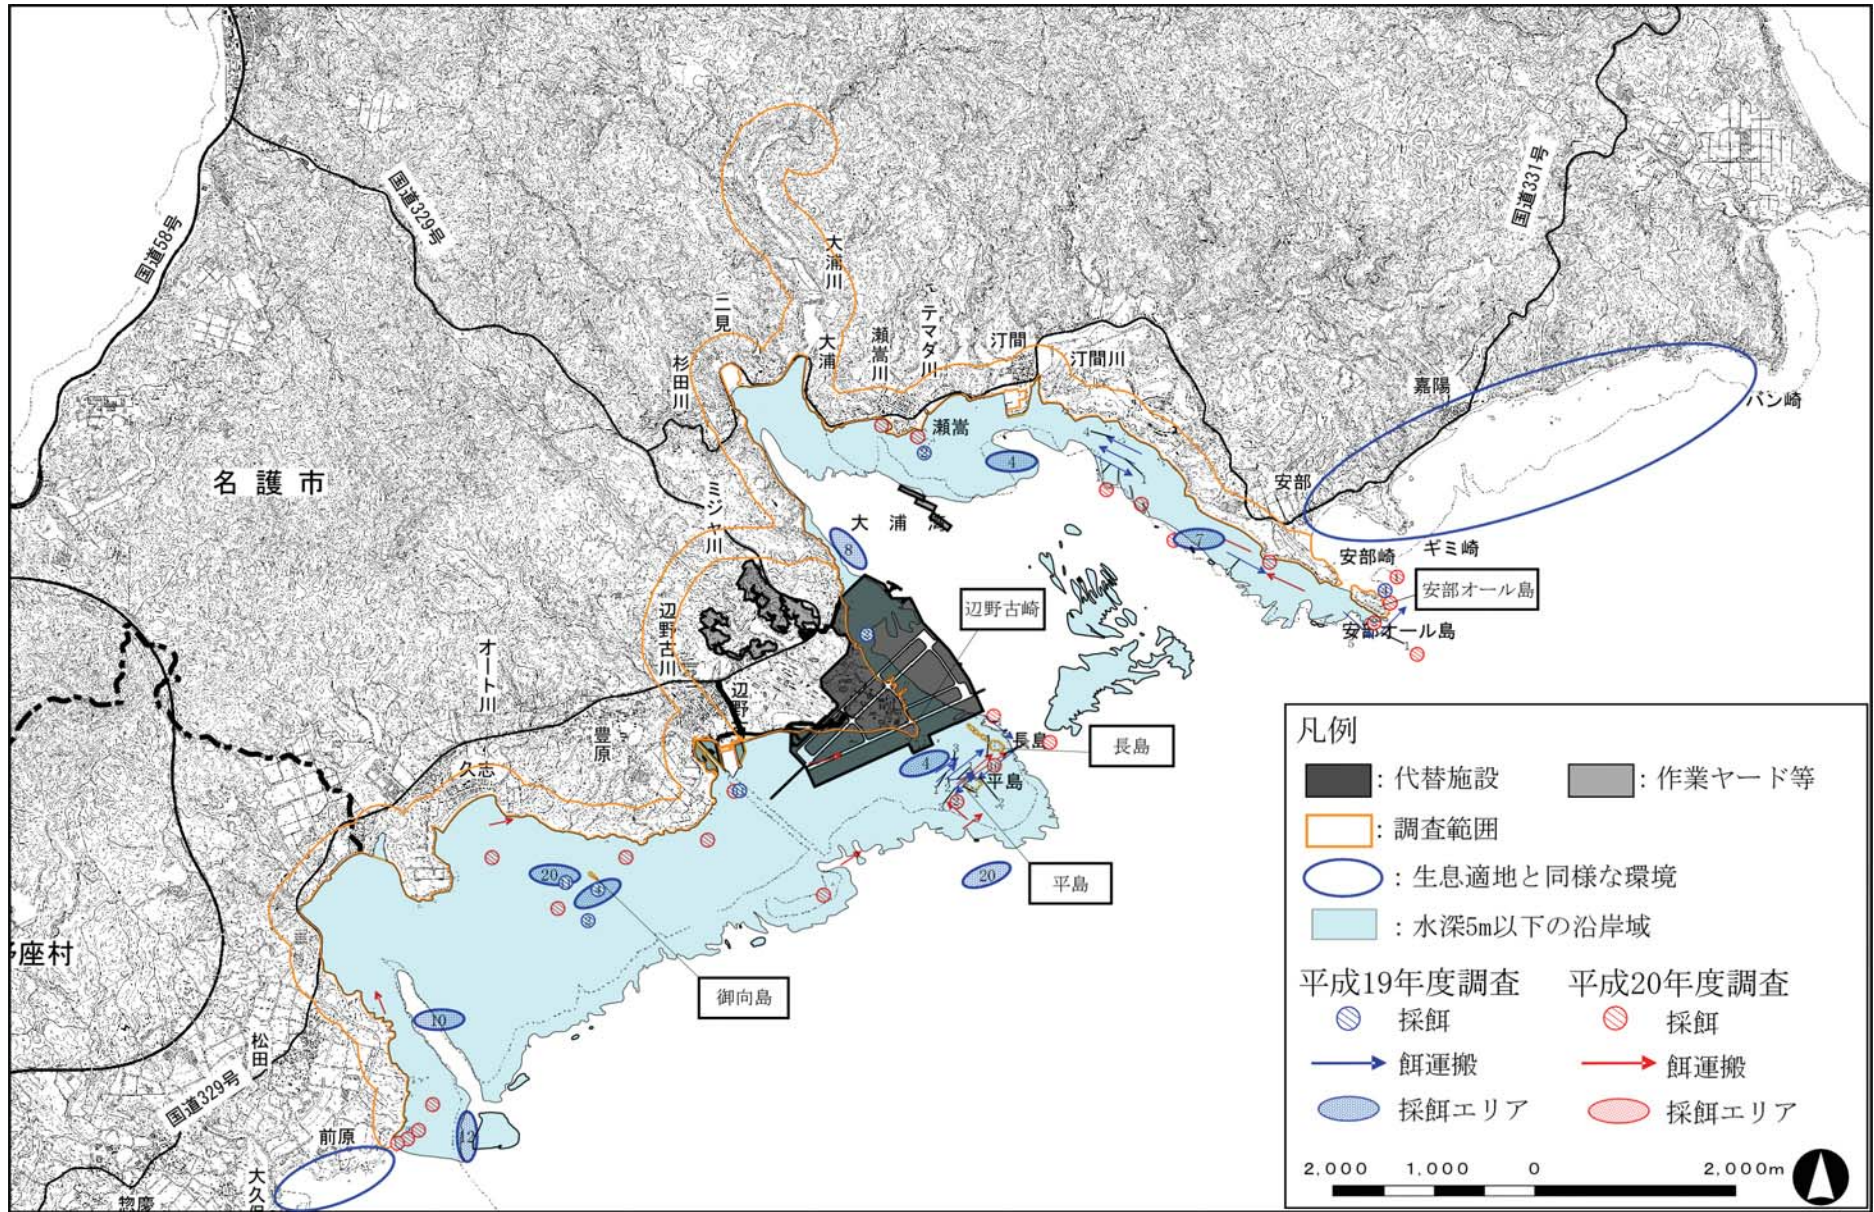 国道58号
国道329号
国道331号
大浦川
二見
大浦
瀬嵩川
テマダ川
汀間
汀間川
杉田川
瀬嵩
嘉陽
バン崎
名護市
ミジャ川
安部
大浦湾
安部崎
ギミ崎
安部オール島
安部オール島
辺野古崎
辺野古川
オート川
豊原
久志
長島
長島
平島
平島
御向島
松田
国道329号
前原
惣慶
4
8
7
4
20
20
10
12
凡例
：代替施設
：作業ヤード等
：調査範囲
：生息適地と同様な環境
：水深5m以下の沿岸域
平成19年度調査
平成20年度調査
採餌
採餌
餌運搬
餌運搬
採餌エリア
採餌エリア
2,000 1,000 0 2,000m